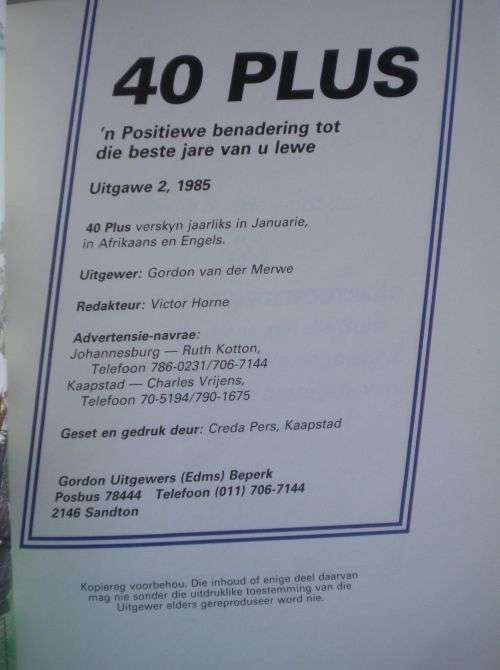 40 PLUS
'n Positiewe benadering tot
die beste jare van u lewe
Uitgawe 2, 1985
40 Plus verskyn jaarliks in Januarie,
in Afrikaans en Engels.
Uitgewer: Gordon van der Merwe
Redakteur: Victor Horne
Advertensie-navrae:
Johannesburg — Ruth Kotton,
Telefoon 786-0231/706-7144
Kaapstad — Charles Vrijens,
Telefoon 70-5194/790-1675
Geset en gedruk deur: Creda Pers, Kaapstad
Gordon Uitgewers (Edms) Beperk
Posbus 78444 Telefoon (011) 706-7144
2146 Sandton
Kopiereg voorbehou. Die inhoud of enige deel daarvan
mag nie sonder die uitdruklike toestemming van die
Uitgewer elders gereproduseer word nie.